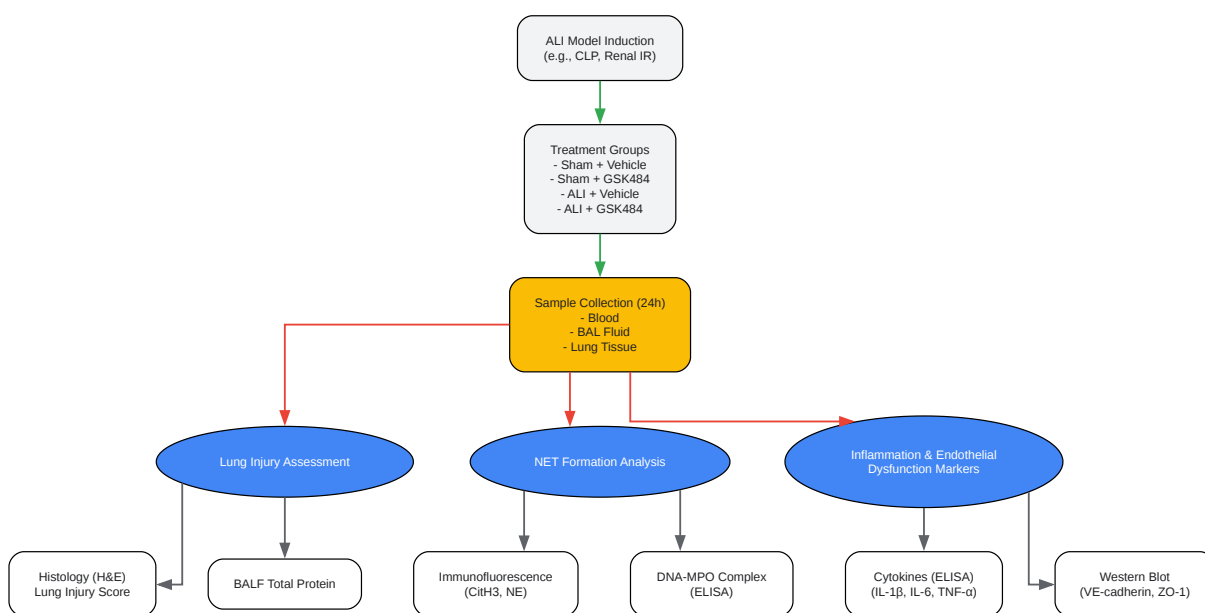 ALI Model Induction
(e.g., CLP, Renal IR)
Treatment Groups
- Sham + Vehicle
- Sham + GSK484
- ALI + Vehicle
- ALI + GSK484
Sample Collection (24h)
- Blood
- BAL Fluid
- Lung Tissue
Lung Injury Assessment
NET Formation Analysis
Inflammation & Endothelial
Dysfunction Markers
Histology (H&E)
Lung Injury Score
BALF Total Protein
Immunofluorescence
(CitH3, NE)
DNA-MPO Complex
(ELISA)
Cytokines (ELISA)
(IL-1β, IL-6, TNF-α)
Western Blot
(VE-cadherin, ZO-1)